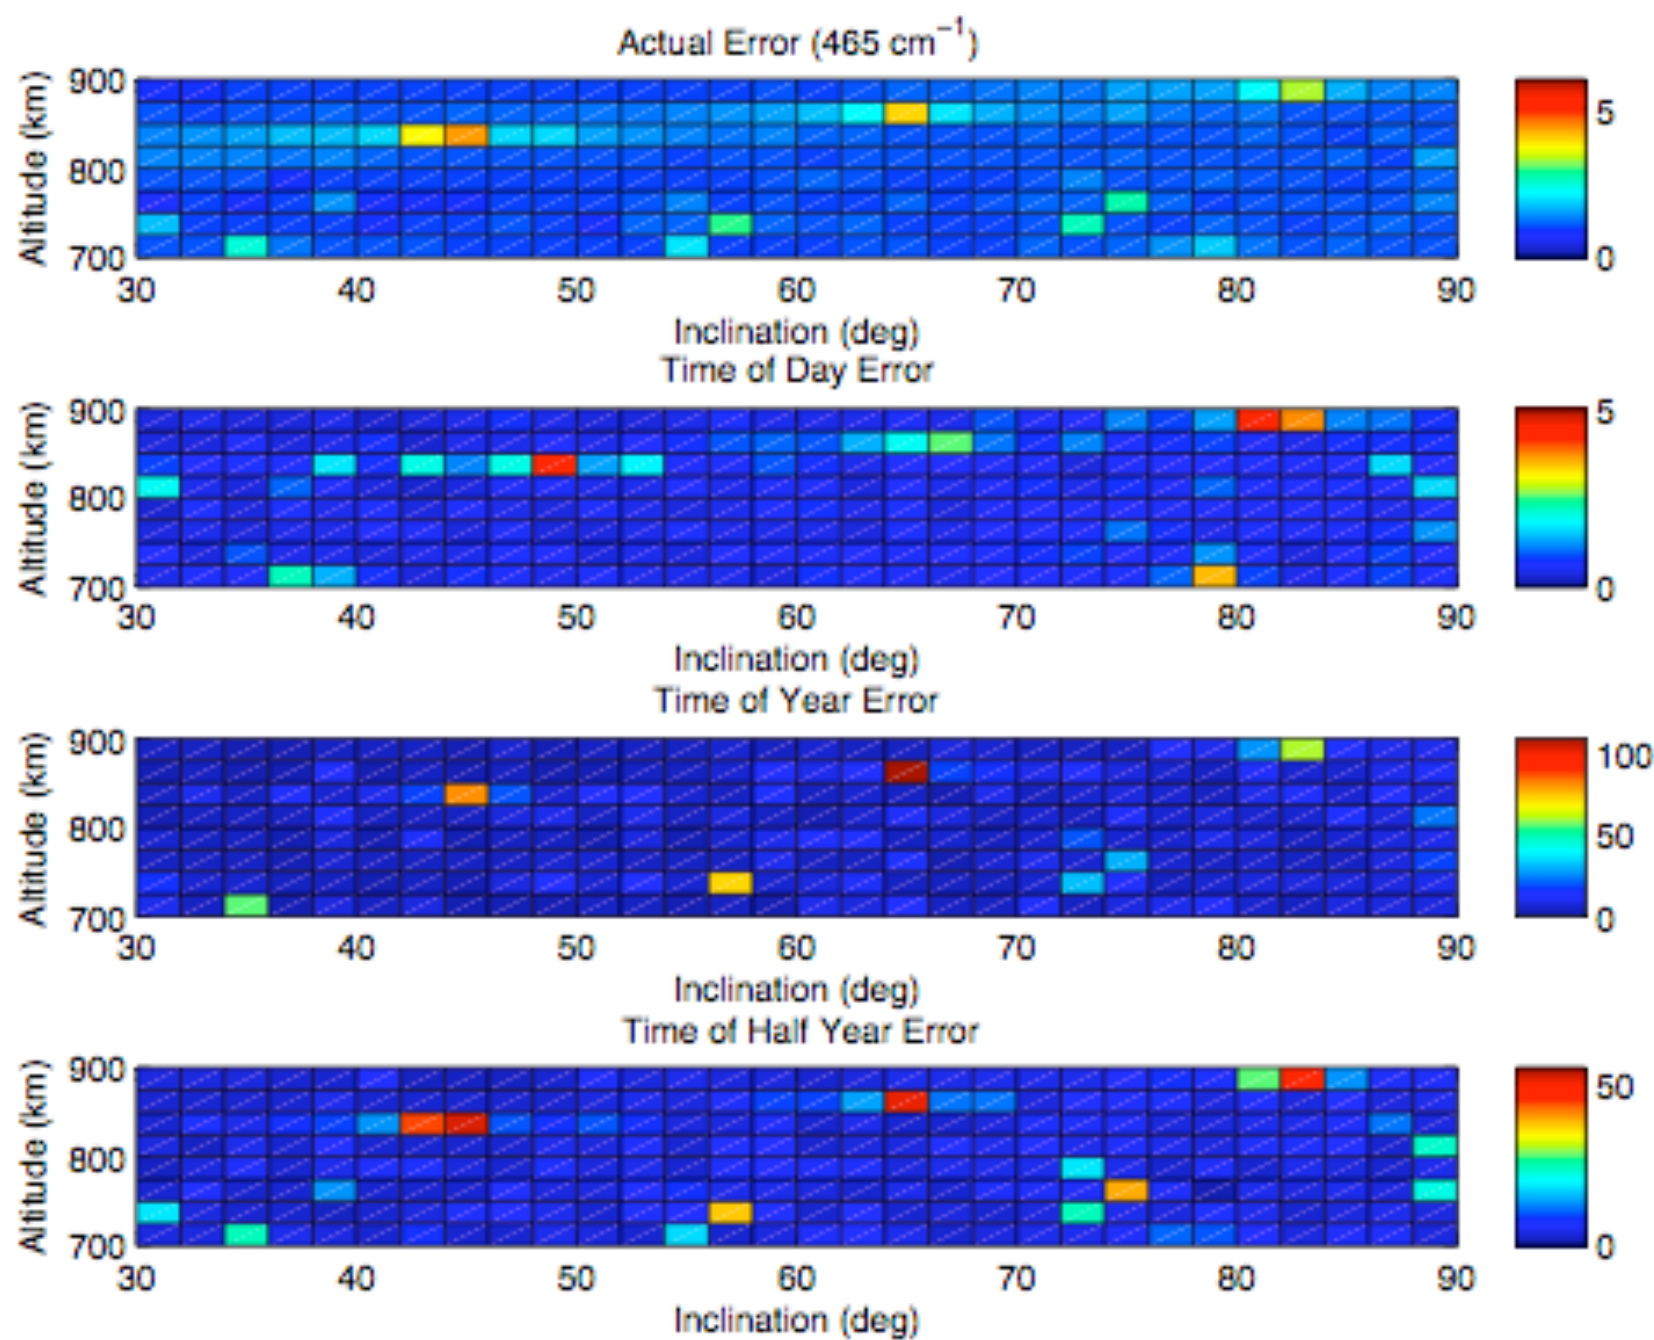 Actual Error (465 cm⁻¹)
Altitude (km)
900
800
700
30 40 50 60 70 80 90
Inclination (deg)
5
0
Time of Day Error
Altitude (km)
900
800
700
30 40 50 60 70 80 90
Inclination (deg)
5
0
Time of Year Error
Altitude (km)
900
800
700
30 40 50 60 70 80 90
Inclination (deg)
100
50
0
Time of Half Year Error
Altitude (km)
900
800
700
30 40 50 60 70 80 90
Inclination (deg)
50
0